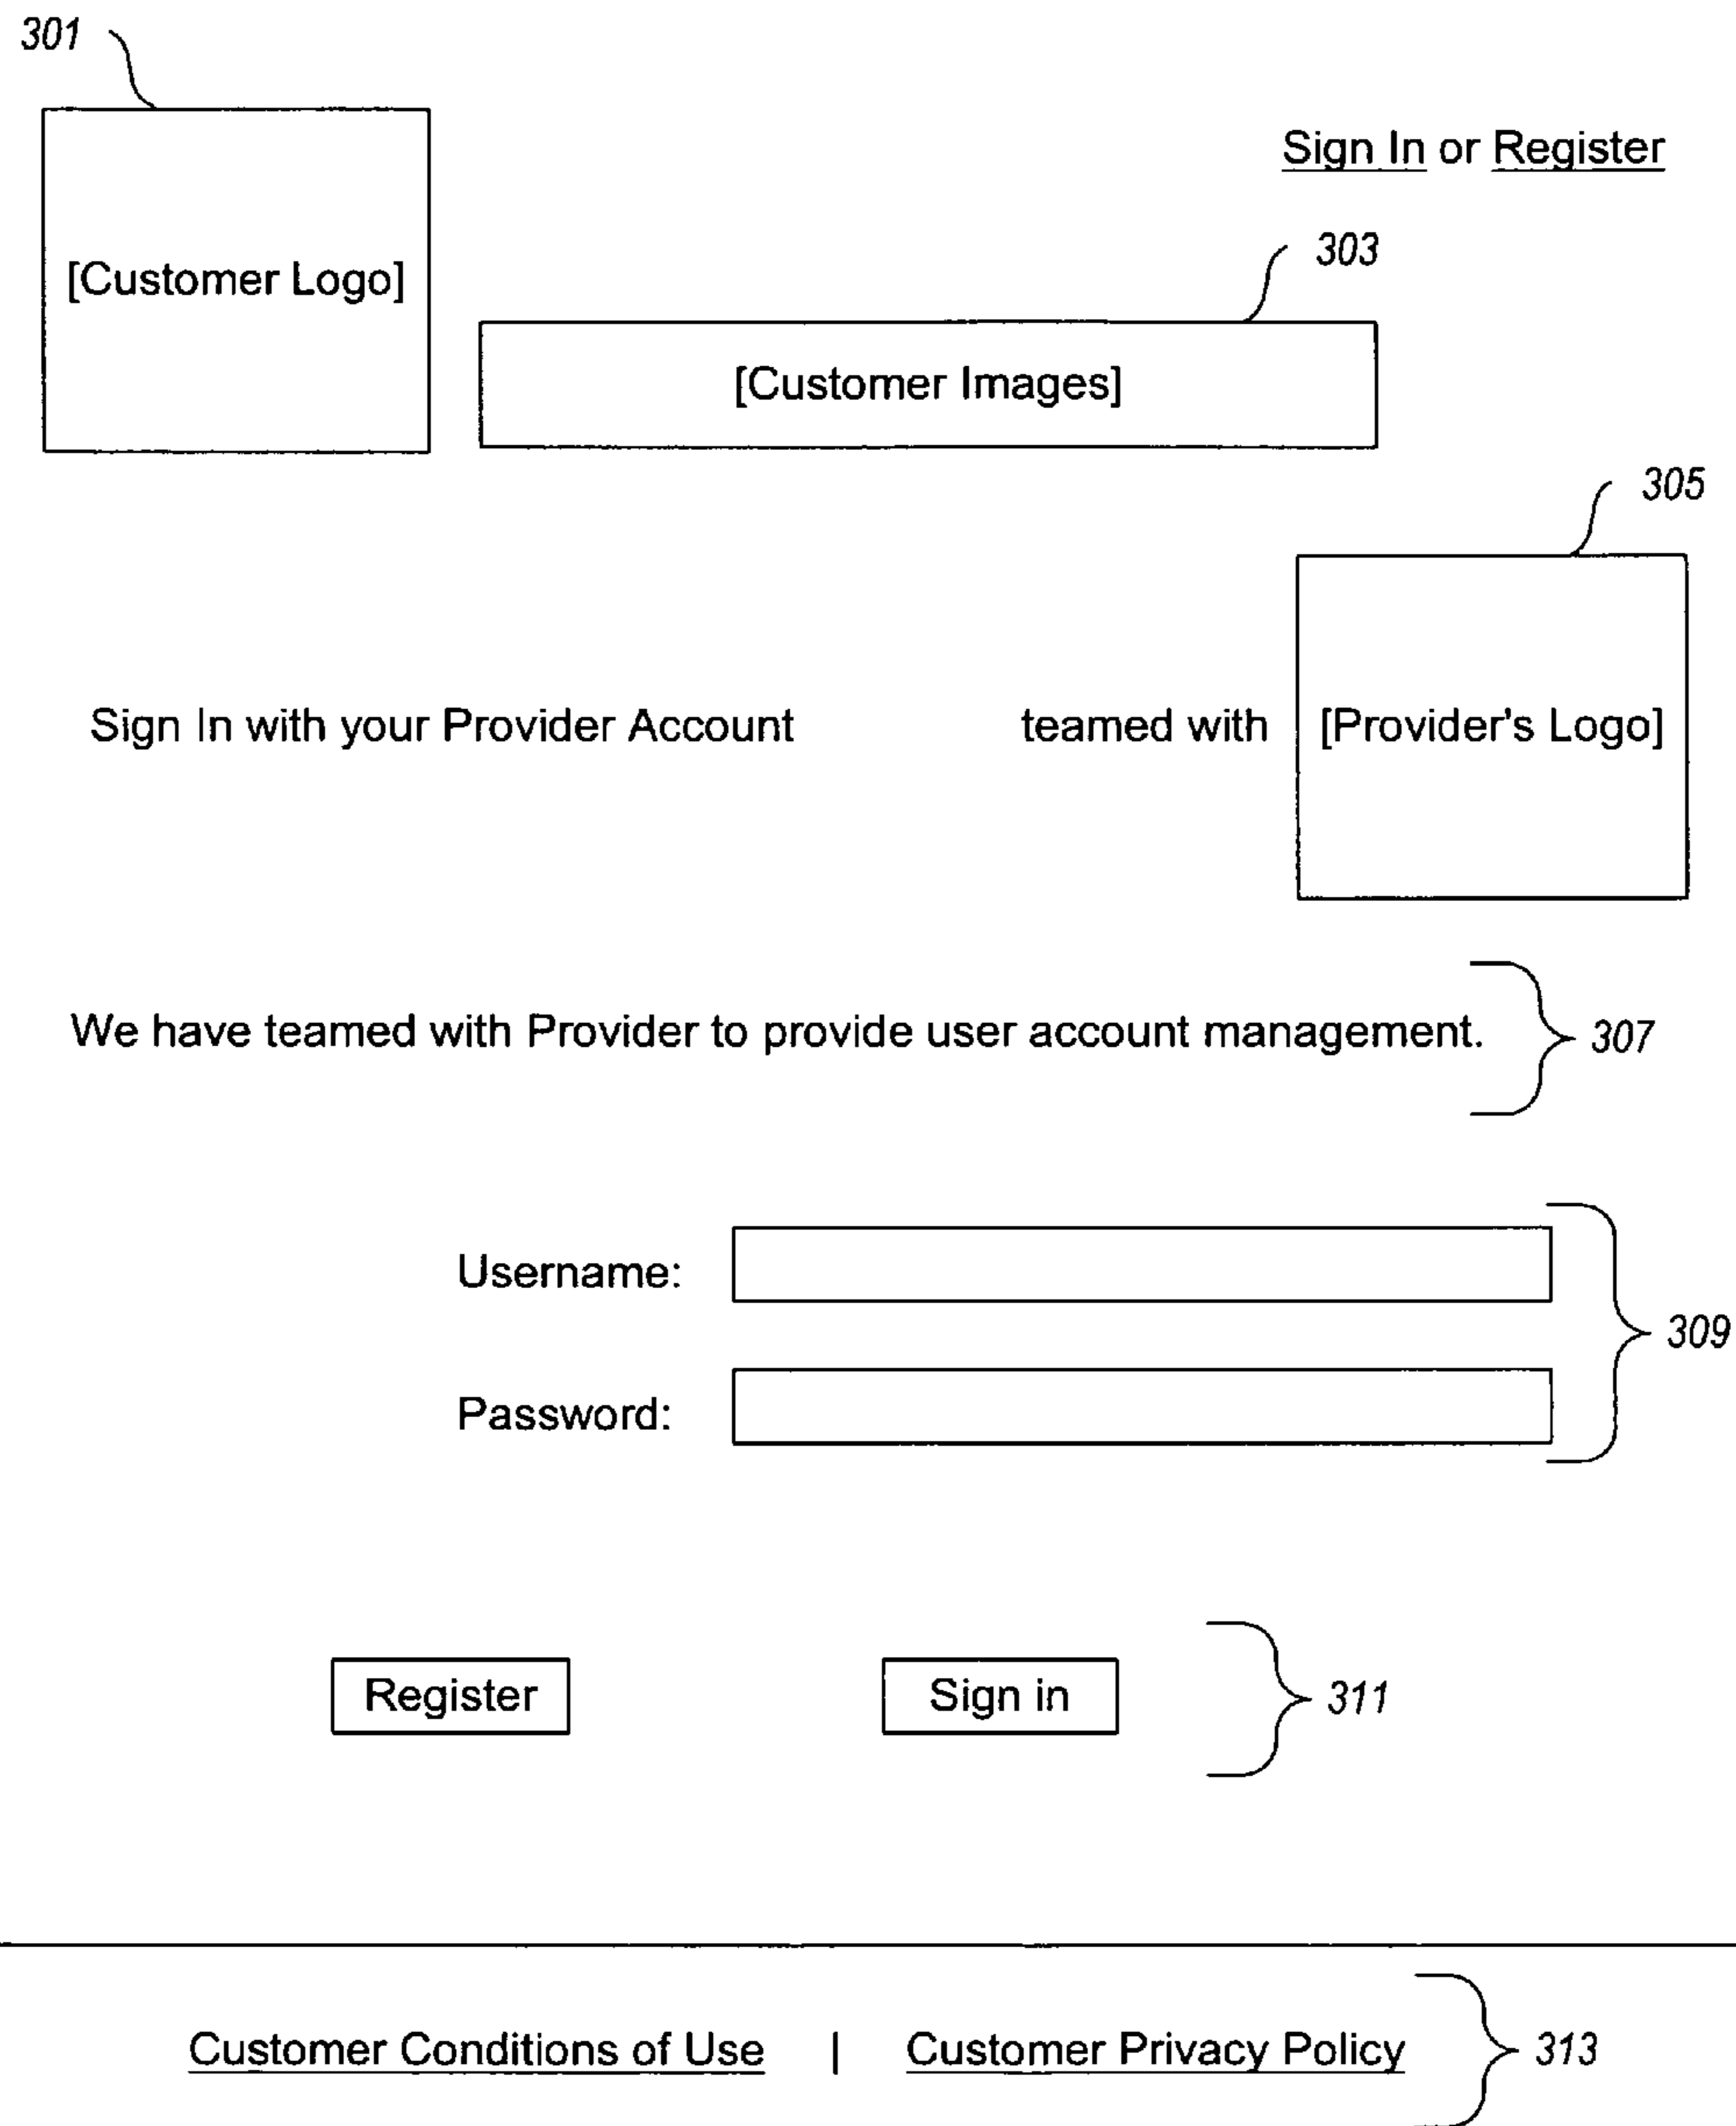 301
Sign In or Register
[Customer Logo]
303
[Customer Images]
305
Sign In with your Provider Account teamed with [Provider's Logo]
We have teamed with Provider to provide user account management. 307
Username:
309
Password:
Register Sign in 311
Customer Conditions of Use | Customer Privacy Policy 313